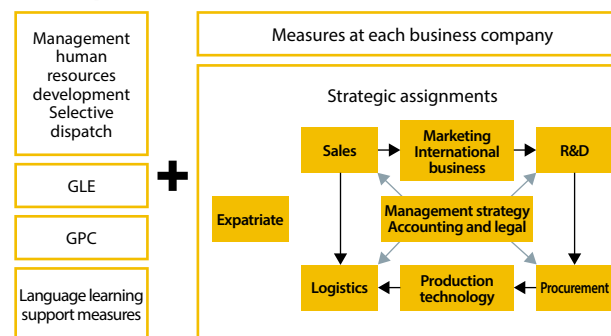 Management
human
resources
development
Selective
dispatch
GLE
GPC
Language learning
support measures
+
Measures at each business company
Strategic assignments
Sales
Marketing
International
business
R&D
Expatriate
Management strategy
Accounting and legal
Logistics
Production
technology
Procurement